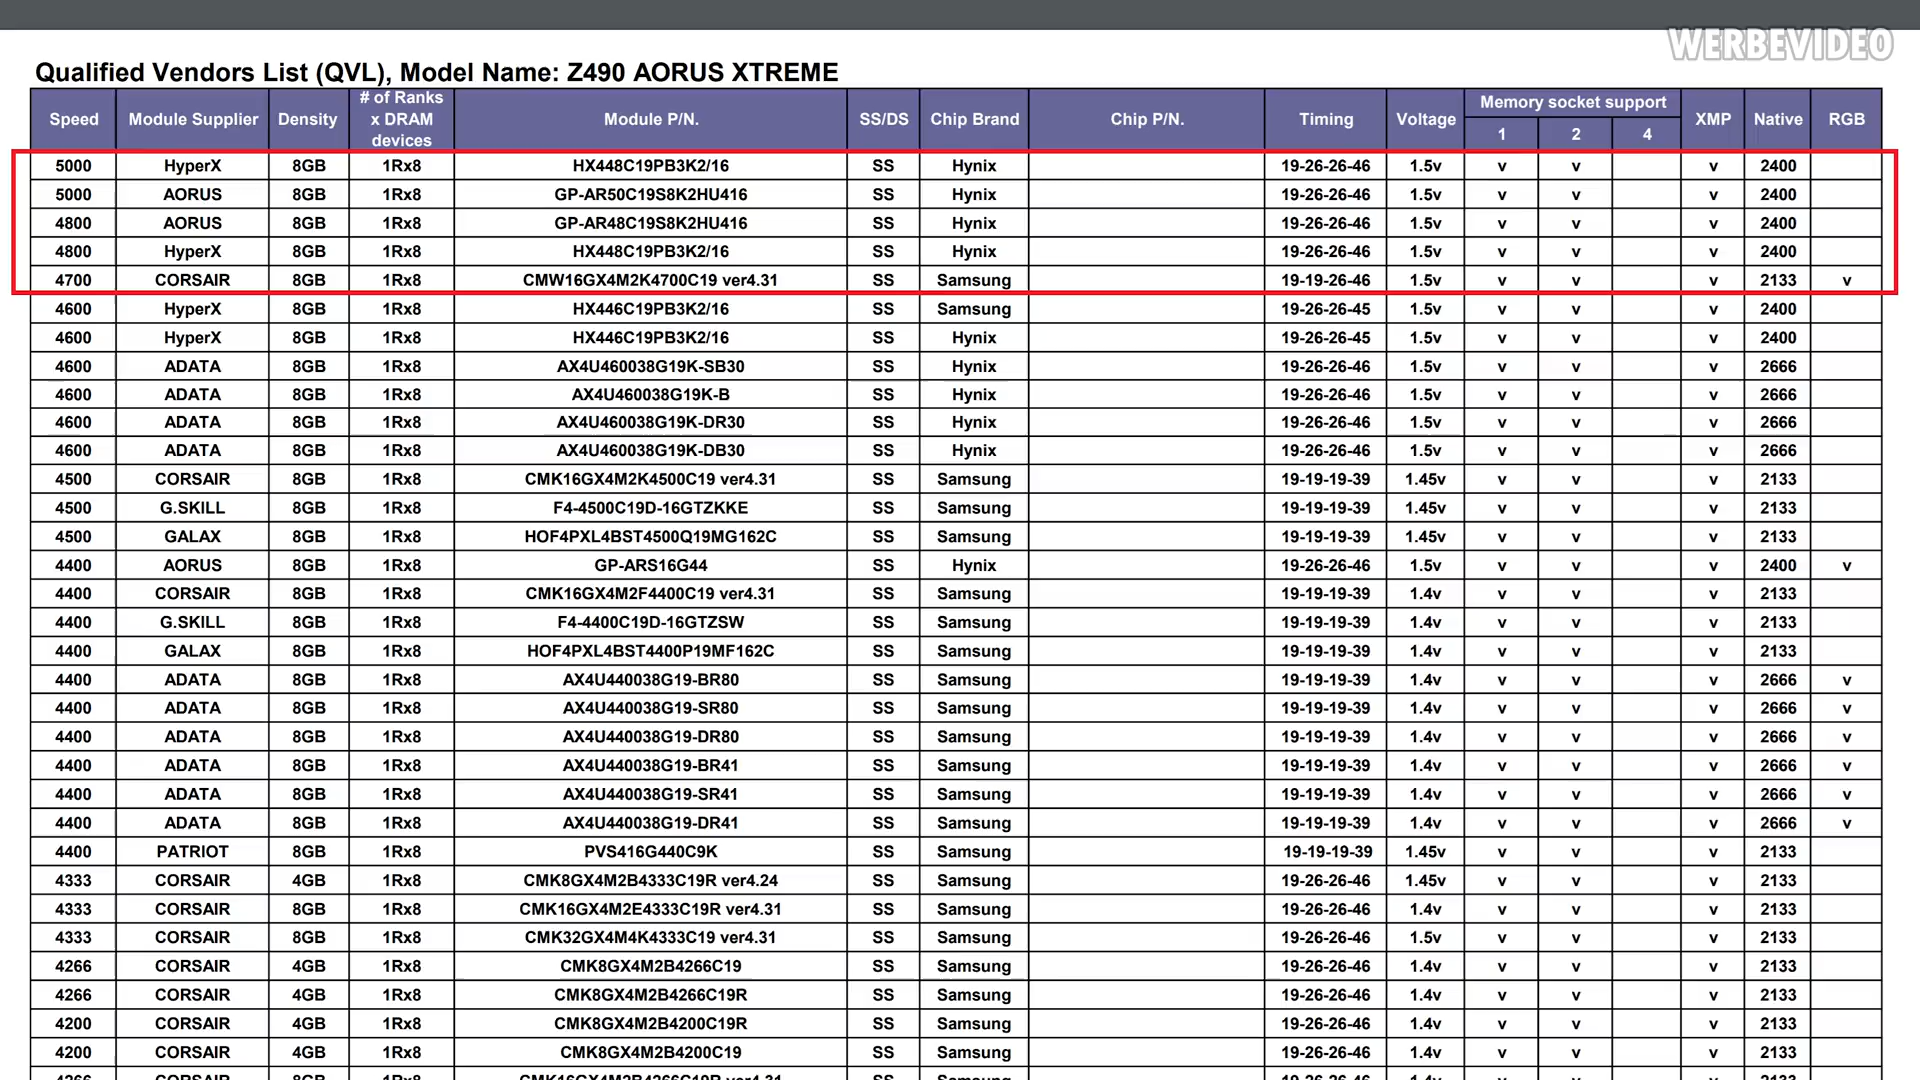 WERBEVIDEO
Qualified Vendors List (QVL), Model Name: Z490 AORUS XTREME
Speed Module Supplier Density # of Ranks x DRAM devices Module P/N. SS/DS Chip Brand Chip P/N. Timing Voltage Memory socket support 1 2 4 XMP Native RGB
5000 HyperX 8GB 1Rx8 HX448C19PB3K2/16 SS Hynix 19-26-26-46 1.5v v v v 2400
5000 AORUS 8GB 1Rx8 GP-AR50C19S8K2HU416 SS Hynix 19-26-26-46 1.5v v v v 2400
4800 AORUS 8GB 1Rx8 GP-AR48C19S8K2HU416 SS Hynix 19-26-26-46 1.5v v v v 2400
4800 HyperX 8GB 1Rx8 HX448C19PB3K2/16 SS Hynix 19-26-26-46 1.5v v v v 2400
4700 CORSAIR 8GB 1Rx8 CMW16GX4M2K4700C19 ver4.31 SS Samsung 19-19-26-46 1.5v v v v 2133 v
4600 HyperX 8GB 1Rx8 HX446C19PB3K2/16 SS Samsung 19-26-26-45 1.5v v v v 2400
4600 HyperX 8GB 1Rx8 HX446C19PB3K2/16 SS Hynix 19-26-26-45 1.5v v v v 2400
4600 ADATA 8GB 1Rx8 AX4U460038G19K-SB30 SS Hynix 19-26-26-46 1.5v v v v 2666
4600 ADATA 8GB 1Rx8 AX4U460038G19K-B SS Hynix 19-26-26-46 1.5v v v v 2666
4600 ADATA 8GB 1Rx8 AX4U460038G19K-DR30 SS Hynix 19-26-26-46 1.5v v v v 2666
4600 ADATA 8GB 1Rx8 AX4U460038G19K-DB30 SS Hynix 19-26-26-46 1.5v v v v 2666
4500 CORSAIR 8GB 1Rx8 CMK16GX4M2K4500C19 ver4.31 SS Samsung 19-19-19-39 1.45v v v v 2133
4500 G.SKILL 8GB 1Rx8 F4-4500C19D-16GTZKKE SS Samsung 19-19-19-39 1.45v v v v 2133
4500 GALAX 8GB 1Rx8 HOF4PXL4BST4500Q19MG162C SS Samsung 19-19-19-39 1.45v v v v 2133
4400 AORUS 8GB 1Rx8 GP-ARS16G44 SS Hynix 19-26-26-46 1.5v v v v 2400 v
4400 CORSAIR 8GB 1Rx8 CMK16GX4M2F4400C19 ver4.31 SS Samsung 19-19-19-39 1.4v v v v 2133
4400 G.SKILL 8GB 1Rx8 F4-4400C19D-16GTZSW SS Samsung 19-19-19-39 1.4v v v v 2133
4400 GALAX 8GB 1Rx8 HOF4PXL4BST4400P19MF162C SS Samsung 19-19-19-39 1.4v v v v 2133
4400 ADATA 8GB 1Rx8 AX4U440038G19-BR80 SS Samsung 19-19-19-39 1.4v v v v 2666 v
4400 ADATA 8GB 1Rx8 AX4U440038G19-SR80 SS Samsung 19-19-19-39 1.4v v v v 2666 v
4400 ADATA 8GB 1Rx8 AX4U440038G19-DR80 SS Samsung 19-19-19-39 1.4v v v v 2666 v
4400 ADATA 8GB 1Rx8 AX4U440038G19-BR41 SS Samsung 19-19-19-39 1.4v v v v 2666 v
4400 ADATA 8GB 1Rx8 AX4U440038G19-SR41 SS Samsung 19-19-19-39 1.4v v v v 2666 v
4400 ADATA 8GB 1Rx8 AX4U440038G19-DR41 SS Samsung 19-19-19-39 1.4v v v v 2666 v
4400 PATRIOT 8GB 1Rx8 PVS416G440C9K SS Samsung 19-19-19-39 1.45v v v v 2133
4333 CORSAIR 4GB 1Rx8 CMK8GX4M2B4333C19R ver4.24 SS Samsung 19-26-26-46 1.45v v v v 2133
4333 CORSAIR 8GB 1Rx8 CMK16GX4M2E4333C19R ver4.31 SS Samsung 19-26-26-46 1.4v v v v 2133
4333 CORSAIR 8GB 1Rx8 CMK32GX4M4K4333C19 ver4.31 SS Samsung 19-26-26-46 1.5v v v v 2133
4266 CORSAIR 4GB 1Rx8 CMK8GX4M2B4266C19 SS Samsung 19-26-26-46 1.4v v v v 2133
4266 CORSAIR 4GB 1Rx8 CMK8GX4M2B4266C19R SS Samsung 19-26-26-46 1.4v v v v 2133
4200 CORSAIR 4GB 1Rx8 CMK8GX4M2B4200C19R SS Samsung 19-26-26-46 1.4v v v v 2133
4200 CORSAIR 4GB 1Rx8 CMK8GX4M2B4200C19 SS Samsung 19-26-26-46 1.4v v v v 2133